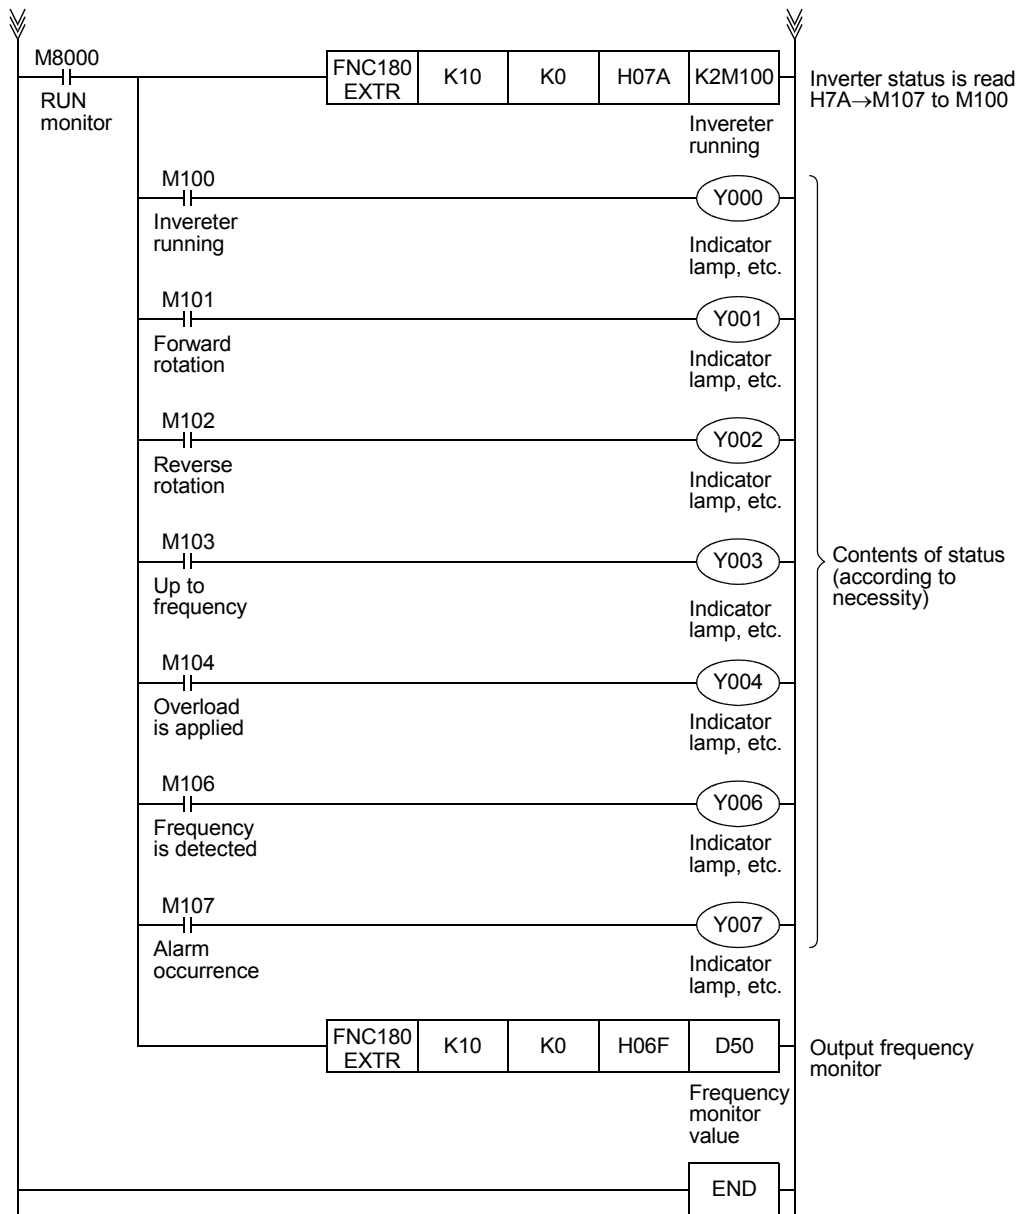 M8000
RUN
monitor
FNC180
EXTR
K10
K0
H07A
K2M100
Inverter status is read
H7A→M107 to M100
Invereter
running
M100
Invereter
running
Y000
Indicator
lamp, etc.
M101
Forward
rotation
Y001
Indicator
lamp, etc.
M102
Reverse
rotation
Y002
Indicator
lamp, etc.
M103
Up to
frequency
Y003
Indicator
lamp, etc.
Contents of status
(according to
necessity)
M104
Overload
is applied
Y004
Indicator
lamp, etc.
M106
Frequency
is detected
Y006
Indicator
lamp, etc.
M107
Alarm
occurrence
Y007
Indicator
lamp, etc.
FNC180
EXTR
K10
K0
H06F
D50
Output frequency
monitor
Frequency
monitor
value
END